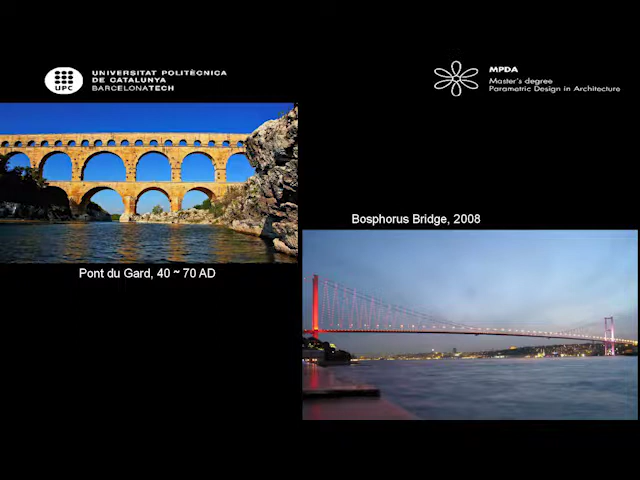 UNIVERSITAT POLITÈCNICA
DE CATALUNYA
BARCELONATECH
UPC
MPDA
Master's degree
Parametric Design in Architecture
Bosphorus Bridge, 2008
Pont du Gard, 40 ~ 70 AD